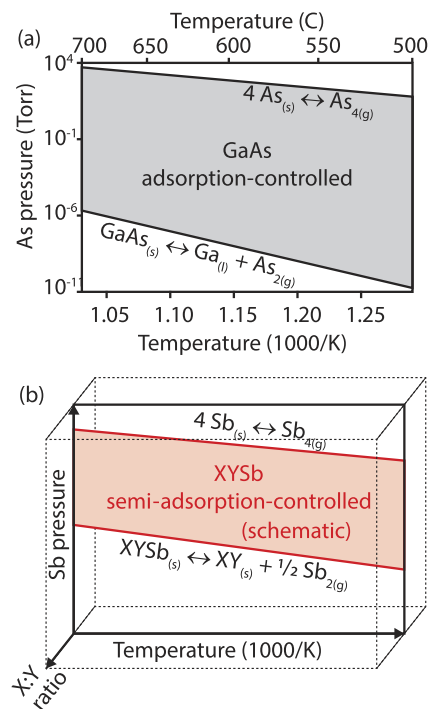 Temperature (C)
(a)
700 650 600 550 500
10⁴
4 As(s) ↔ As4(g)
As pressure (Torr)
10⁻¹
GaAs
adsorption-controlled
10⁻⁶
GaAs(s) ↔ Ga(l) + As2(g)
10⁻¹¹
1.05 1.10 1.15 1.20 1.25
Temperature (1000/K)
(b)
4 Sb(s) ↔ Sb4(g)
Sb pressure
XYSb
semi-adsorption-controlled
(schematic)
XYSb(s) ↔ XY(s) + ½ Sb2(g)
Temperature (1000/K)
X:Y
ratio